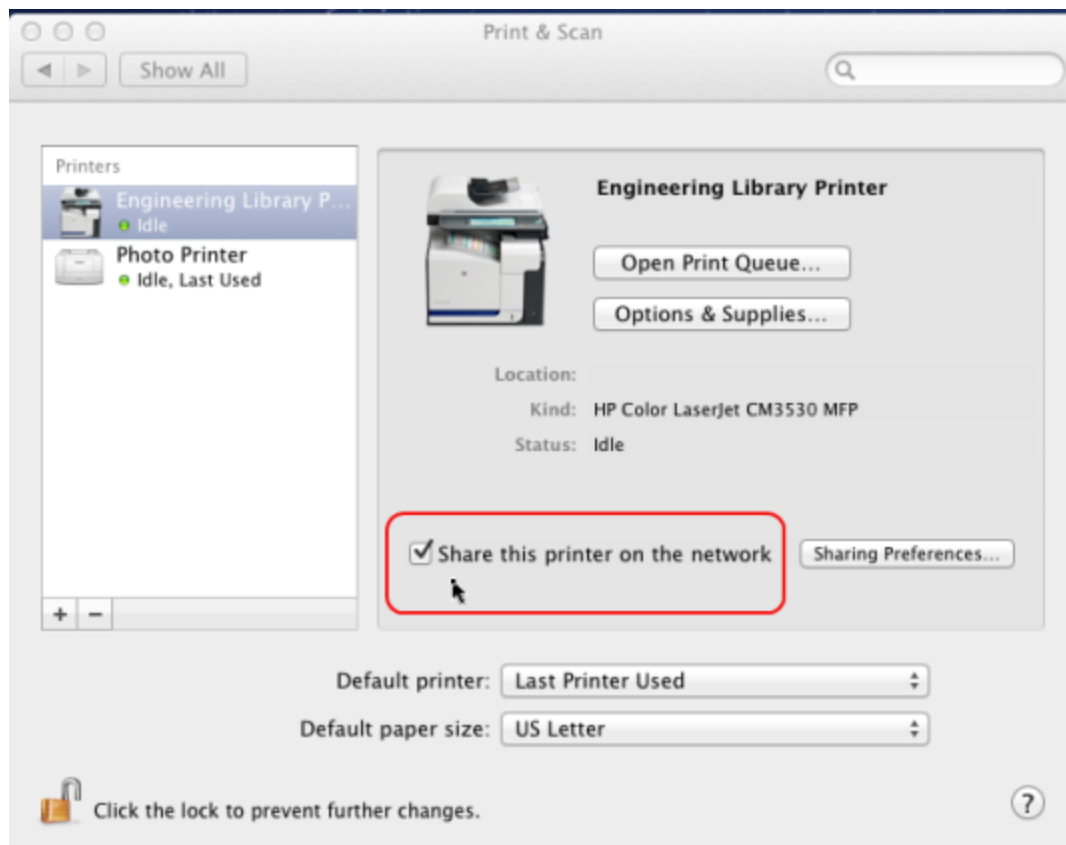 Print & Scan
Show All
Printers
Engineering Library P...
Idle
Photo Printer
Idle, Last Used
Engineering Library Printer
Open Print Queue...
Options & Supplies...
Location:
Kind: HP Color LaserJet CM3530 MFP
Status: Idle
Share this printer on the network
Sharing Preferences...
+ −
Default printer: Last Printer Used
Default paper size: US Letter
Click the lock to prevent further changes.
?